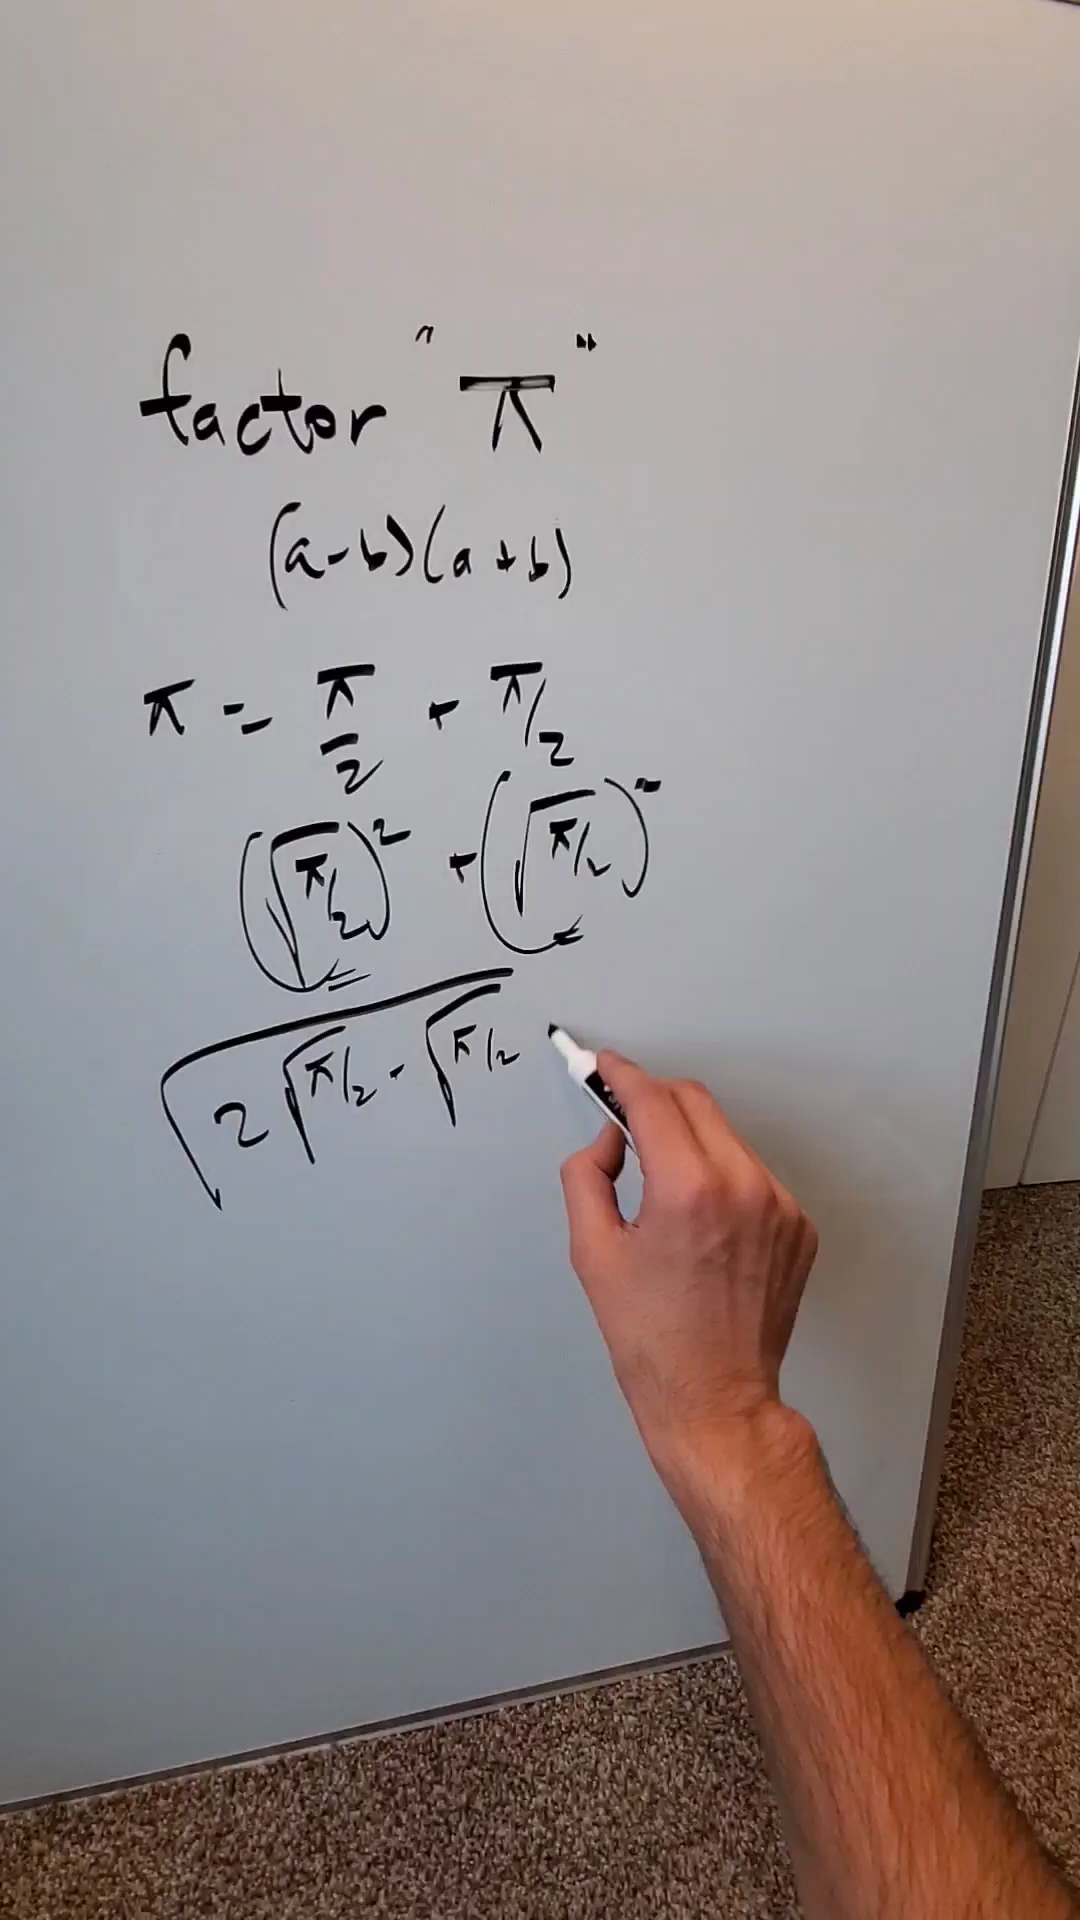 factor "π"
(a-b)(a+b)
π = π/2 + π/2
(√π/2)² + (√π/2)²
√2√π/2 · √π/2